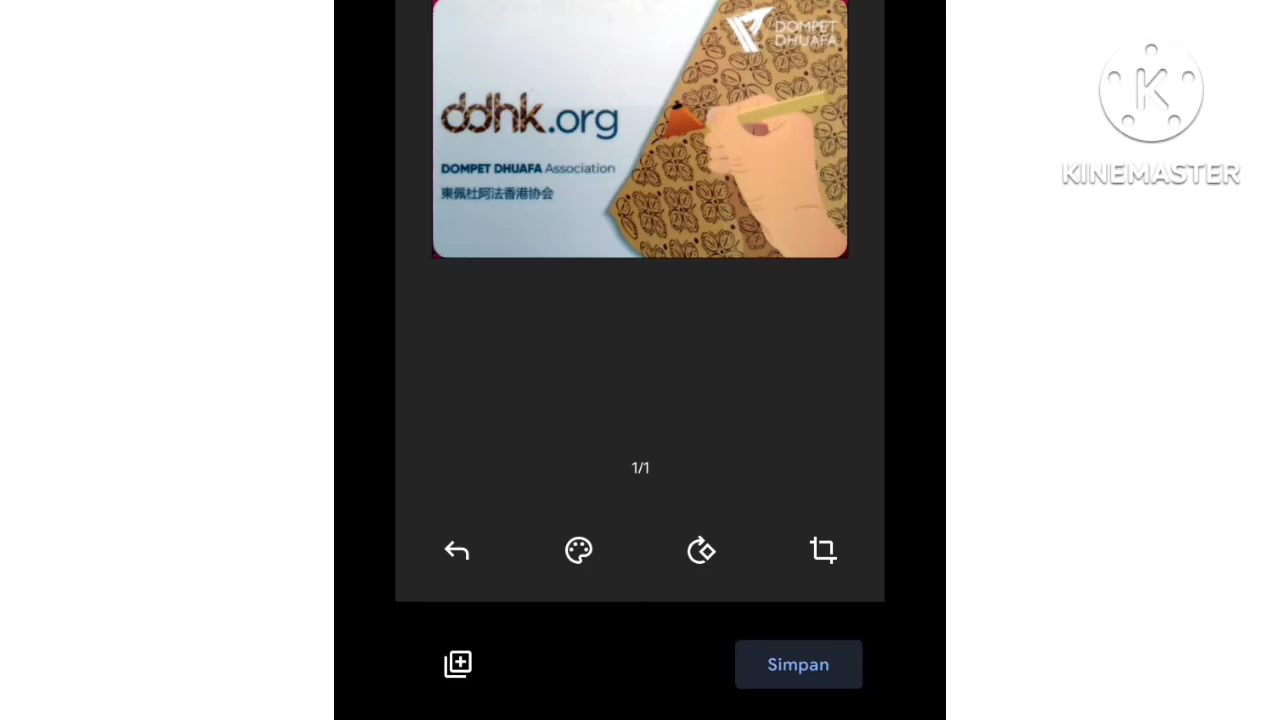 DOMPET
DHUAFA
ddhk.org
DOMPET DHUAFA Association
東佩杜阿法香港协会
1/1
Simpan
K
KINEMASTER